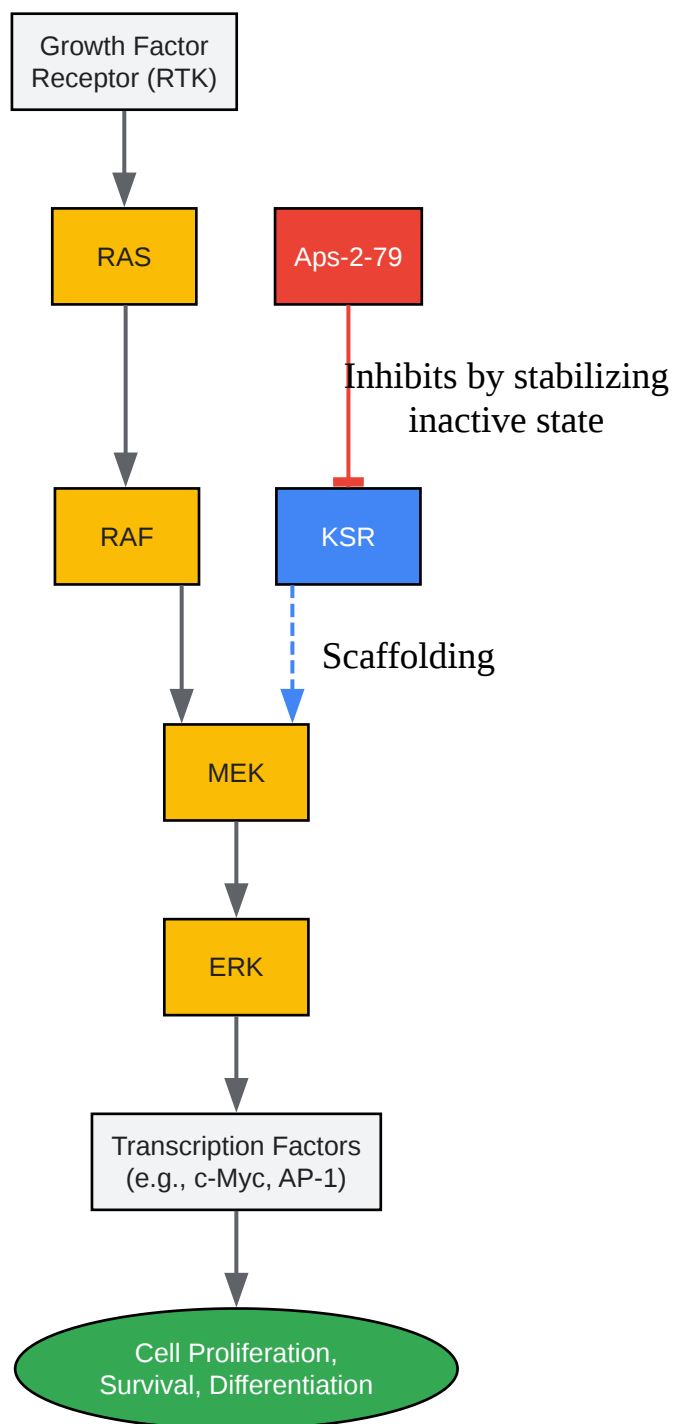 Growth Factor
Receptor (RTK)
RAS
Aps-2-79
Inhibits by stabilizing
inactive state
RAF
KSR
Scaffolding
MEK
ERK
Transcription Factors
(e.g., c-Myc, AP-1)
Cell Proliferation,
Survival, Differentiation